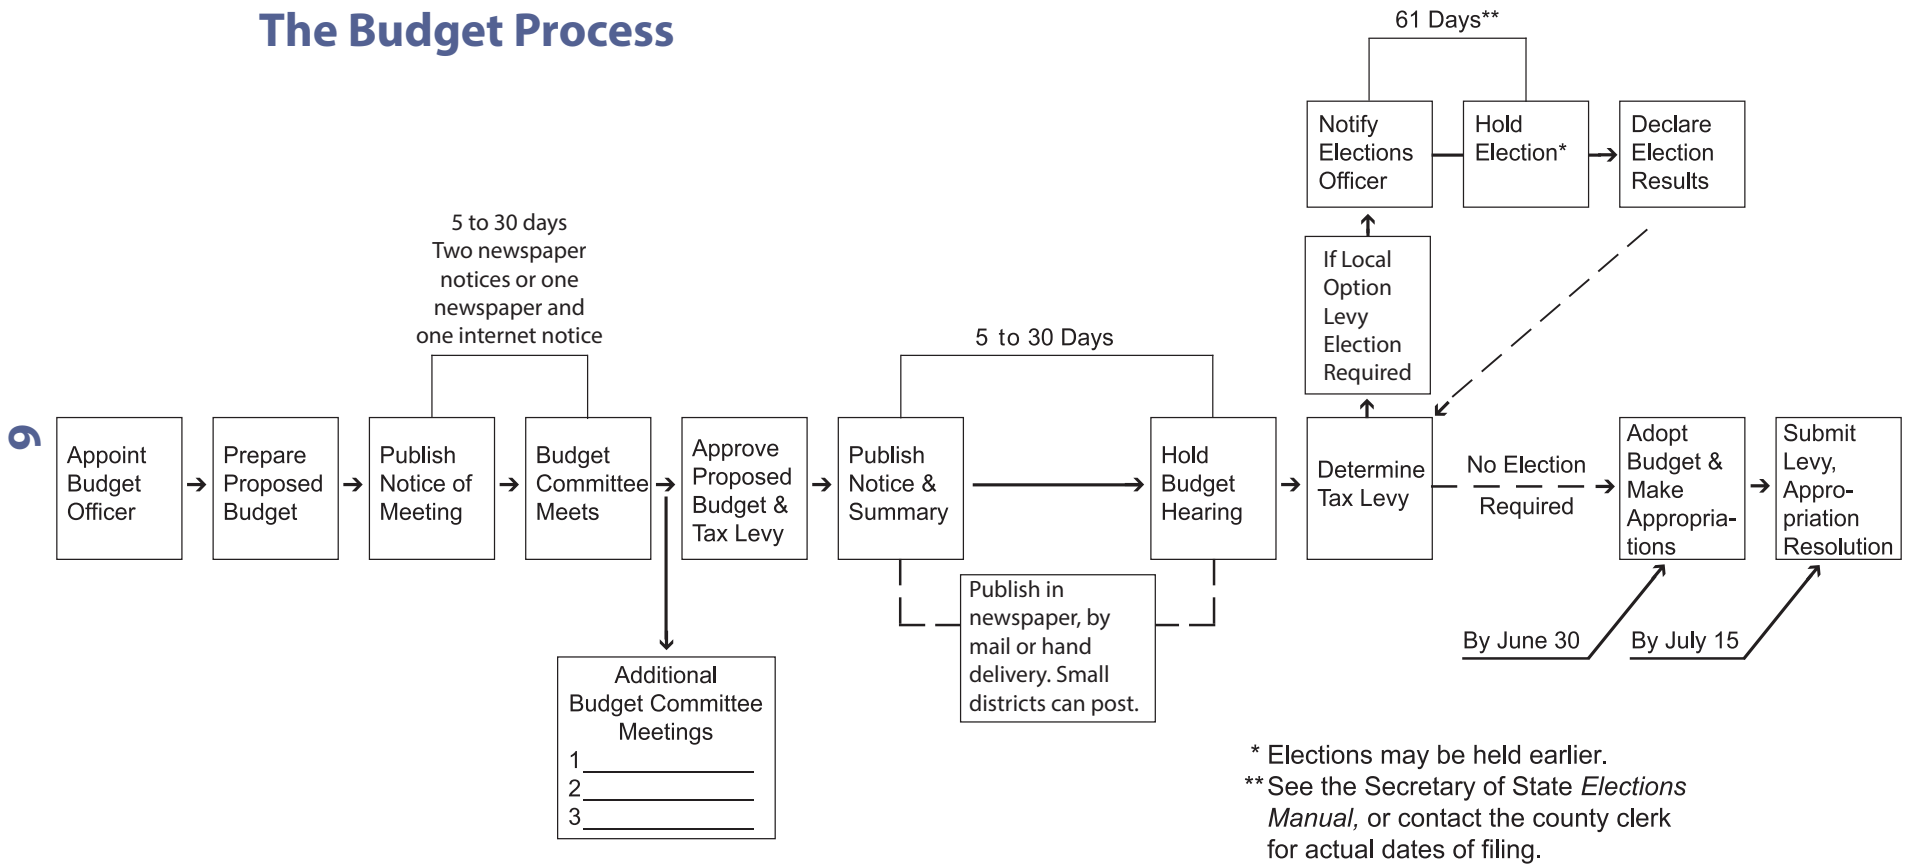 The Budget Process
61 Days**
Notify
Elections
Officer
Hold
Election*
Declare
Election
Results
5 to 30 days
Two newspaper
notices or one
newspaper and
one internet notice
If Local
Option
Levy
Election
Required
5 to 30 Days
9
Appoint
Budget
Officer
Prepare
Proposed
Budget
Publish
Notice of
Meeting
Budget
Committee
Meets
Approve
Proposed
Budget &
Tax Levy
Publish
Notice &
Summary
Hold
Budget
Hearing
Determine
Tax Levy
No Election
Required
Adopt
Budget &
Make
Appropria-
tions
Submit
Levy,
Appro-
priation
Resolution
Publish in
newspaper, by
mail or hand
delivery. Small
districts can post.
By June 30
By July 15
Additional
Budget Committee
Meetings
1
2
3
* Elections may be held earlier.
** See the Secretary of State Elections
Manual, or contact the county clerk
for actual dates of filing.